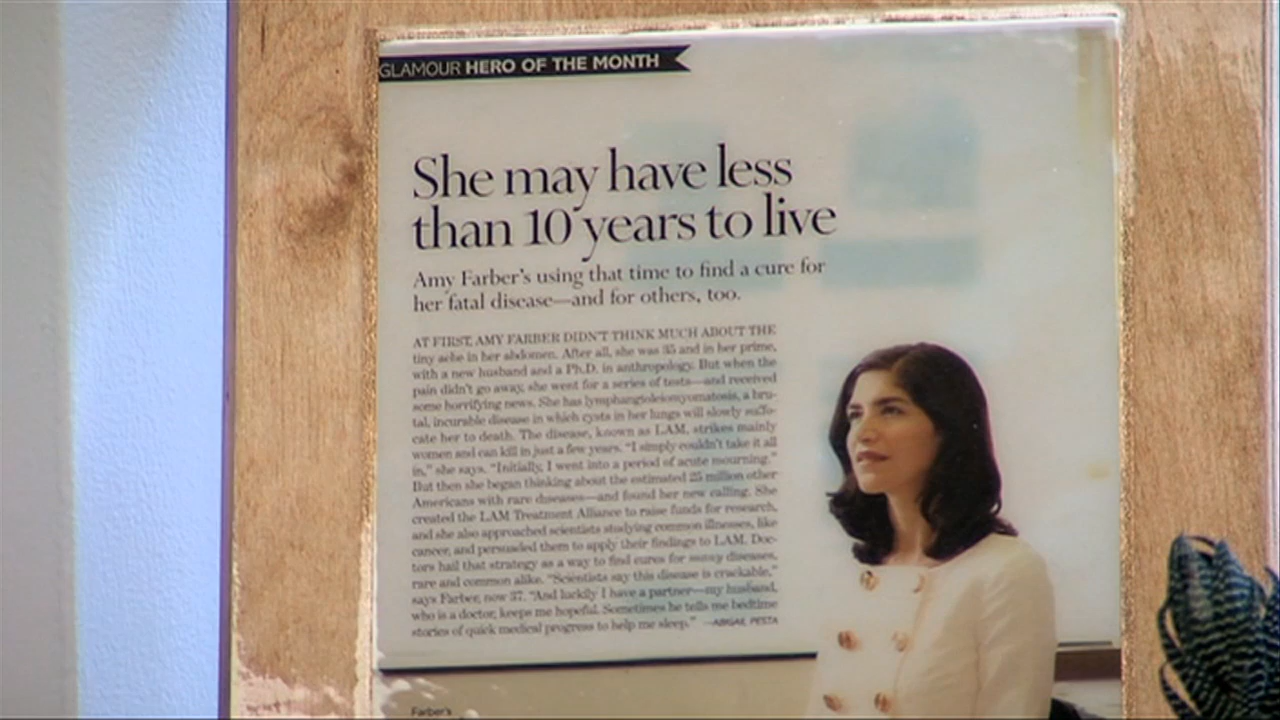 GLAMOUR HERO OF THE MONTH
She may have less
than 10 years to live
Amy Farber's using that time to find a cure for
her fatal disease—and for others, too.
AT FIRST, AMY FARBER DIDN'T THINK MUCH ABOUT THE
tiny ache in her abdomen. After all, she was 35 and in her prime,
with a new husband and a Ph.D. in anthropology. But when the
pain didn't go away, she went for a series of tests—and received
some horrifying news. She has lymphangioleiomyomatosis, a bru-
tal, incurable disease in which cysts in her lungs will slowly suffo-
cate her to death. The disease, known as LAM, strikes mainly
women and can kill in just a few years. "I simply couldn't take it all
in," she says. "Initially, I went into a period of acute mourning."
But then she began thinking about the estimated 25 million other
Americans with rare diseases—and found her new calling. She
created the LAM Treatment Alliance to raise funds for research,
and she also approached scientists studying common illnesses, like
cancer, and persuaded them to apply their findings to LAM. Doc-
tors hail that strategy as a way to find cures for many diseases,
rare and common alike. "Scientists say this disease is crackable,"
says Farber, now 37. "And luckily I have a partner—my husband,
who is a doctor, keeps me hopeful. Sometimes he tells me bedtime
stories of quick medical progress to help me sleep." —ABIGAIL PESTA
Farber's